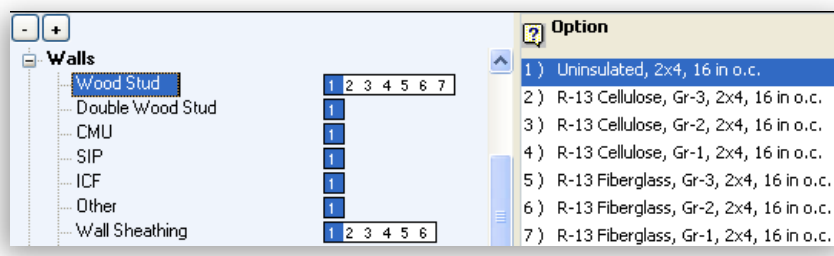 - +
Walls
Wood Stud 1 2 3 4 5 6 7
Double Wood Stud 1
CMU 1
SIP 1
ICF 1
Other 1
Wall Sheathing 1 2 3 4 5 6
? Option
1 ) Uninsulated, 2x4, 16 in o.c.
2 ) R-13 Cellulose, Gr-3, 2x4, 16 in o.c.
3 ) R-13 Cellulose, Gr-2, 2x4, 16 in o.c.
4 ) R-13 Cellulose, Gr-1, 2x4, 16 in o.c.
5 ) R-13 Fiberglass, Gr-3, 2x4, 16 in o.c.
6 ) R-13 Fiberglass, Gr-2, 2x4, 16 in o.c.
7 ) R-13 Fiberglass, Gr-1, 2x4, 16 in o.c.